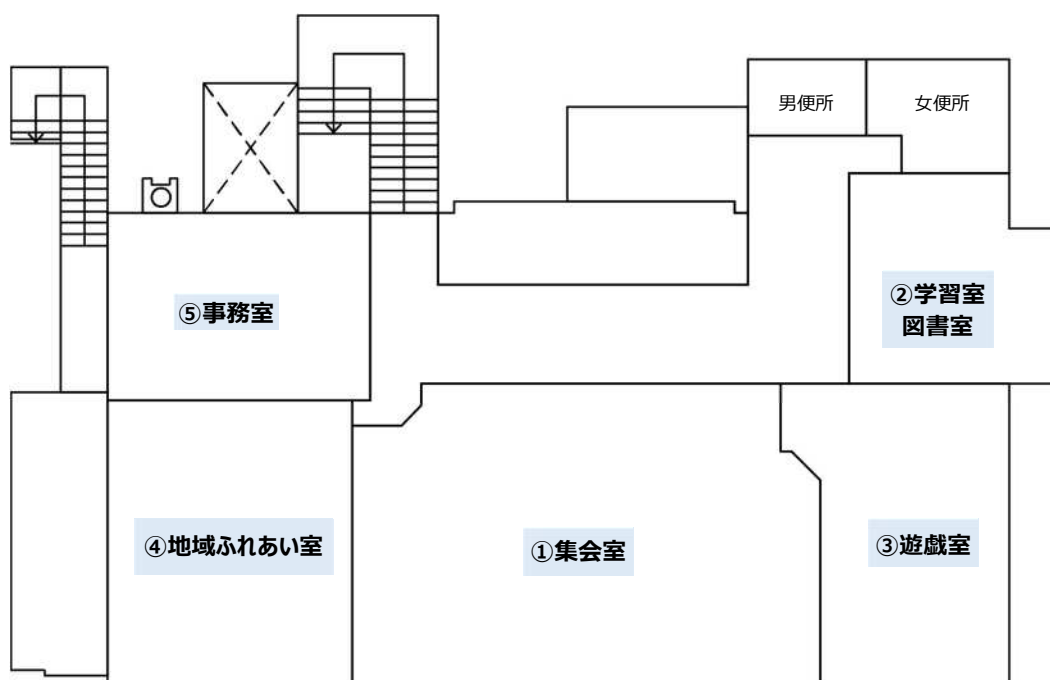 男便所
女便所
②学習室
図書室
⑤事務室
④地域ふれあい室
①集会室
③遊戯室